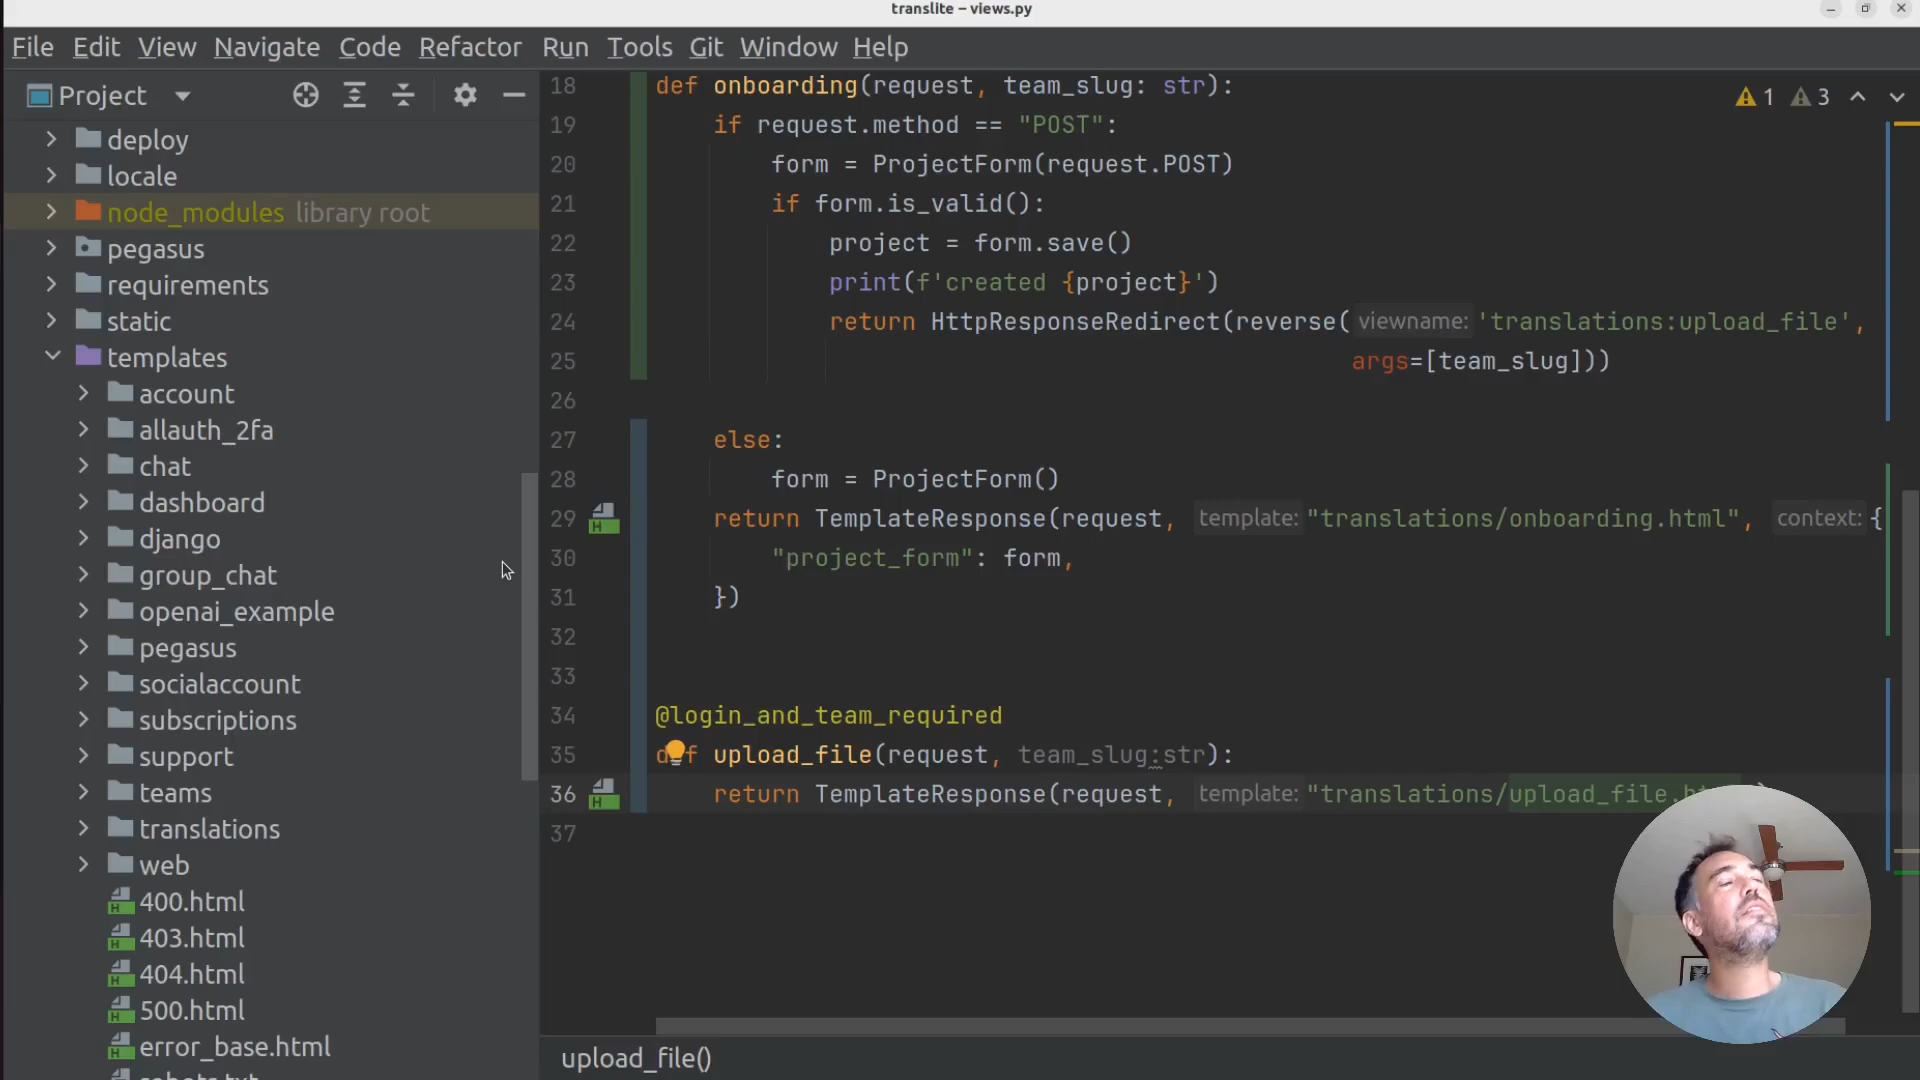 translite – views.py
File Edit View Navigate Code Refactor Run Tools Git Window Help
Project
deploy
locale
node_modules library root
pegasus
requirements
static
templates
account
allauth_2fa
chat
dashboard
django
group_chat
openai_example
pegasus
socialaccount
subscriptions
support
teams
translations
web
400.html
403.html
404.html
500.html
error_base.html
1 3
18 def onboarding(request, team_slug: str):
19 if request.method == "POST":
20 form = ProjectForm(request.POST)
21 if form.is_valid():
22 project = form.save()
23 print(f'created {project}')
24 return HttpResponseRedirect(reverse( viewname: 'translations:upload_file',
25 args=[team_slug]))
26
27 else:
28 form = ProjectForm()
29 return TemplateResponse(request, template: "translations/onboarding.html", context: {
30 "project_form": form,
31 })
32
33
34 @login_and_team_required
35 def upload_file(request, team_slug:str):
36 return TemplateResponse(request, template: "translations/upload_file.
37
upload_file()